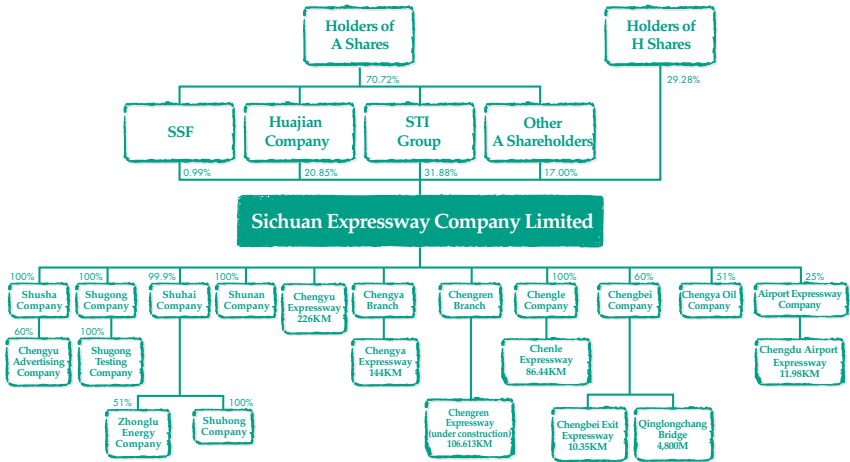 Holders of
A Shares
Holders of
H Shares
70.72%
29.28%
SSF
Huajian
Company
STI
Group
Other
A Shareholders
0.99%
20.85%
31.88%
17.00%
Sichuan Expressway Company Limited
100%
100%
99.9%
100%
100%
60%
51%
25%
Shusha
Company
Shugong
Company
Shuhai
Company
Shunan
Company
Chengyu
Expressway
226KM
Chengya
Branch
Chengren
Branch
Chengle
Company
Chengbei
Company
Chengya Oil
Company
Airport Expressway
Company
60%
100%
Chengyu
Advertising
Company
Shugong
Testing
Company
Chengya
Expressway
144KM
Chenle
Expressway
86.44KM
Chengdu Airport
Expressway
11.98KM
51%
100%
Zhonglu
Energy
Company
Shuhong
Company
Chengren
Expressway
(under construction)
106.613KM
Chengbei Exit
Expressway
10.35KM
Qinglongchang
Bridge
4,800M